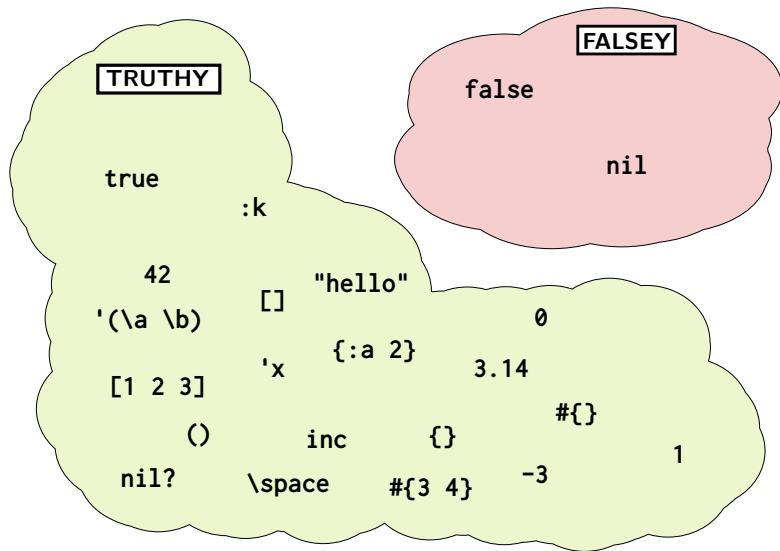 TRUTHY
true
:k
42
"hello"
[]
'(\a \b)
{:a 2}
'x
[1 2 3]
()
inc
{}
nil?
\space
#{3 4}
0
3.14
#{}
-3
1
FALSEY
false
nil